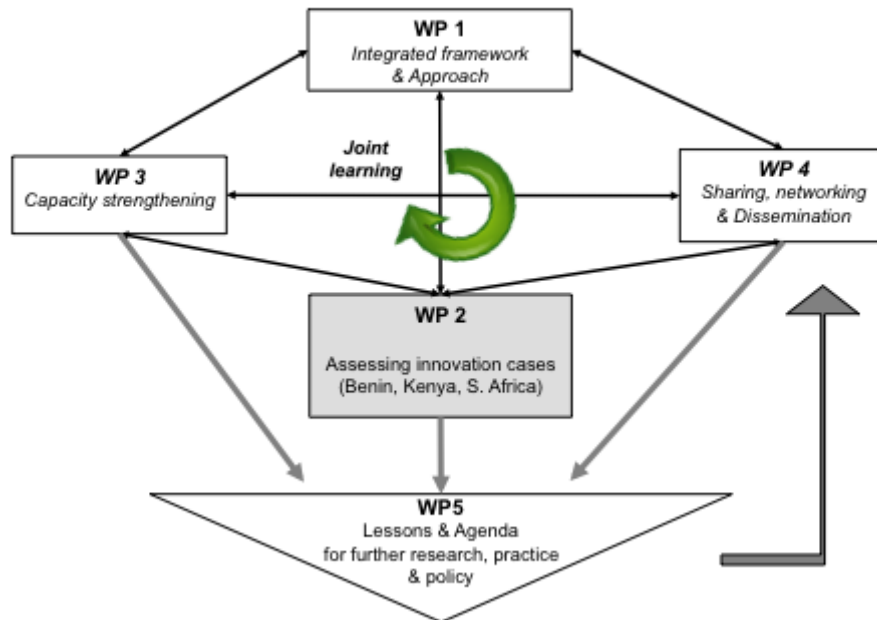 WP 1
Integrated framework
& Approach
Joint
learning
WP 3
Capacity strengthening
WP 4
Sharing, networking
& Dissemination
WP 2
Assessing innovation cases
(Benin, Kenya, S. Africa)
WP5
Lessons & Agenda
for further research, practice
& policy